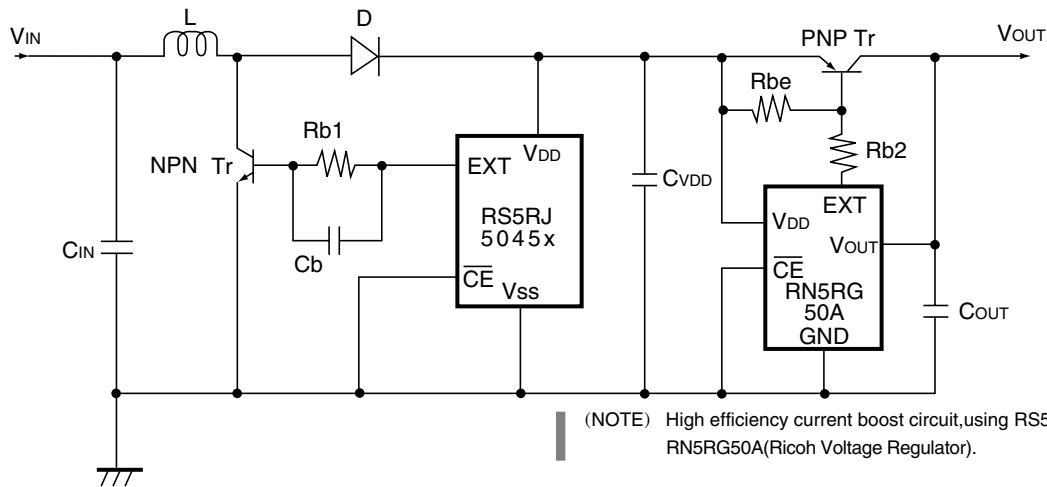 L
D
VIN
PNP Tr
VOUT
Rbe
Rb1
Rb2
NPN Tr
VDD
EXT
CVDD
RS5RJ
5045x
EXT
VDD
VOUT
CIN
Cb
CE
VSS
CE
RN5RG
50A
GND
COUT
(NOTE) High efficiency current boost circuit,using RS5
RN5RG50A(Ricoh Voltage Regulator).